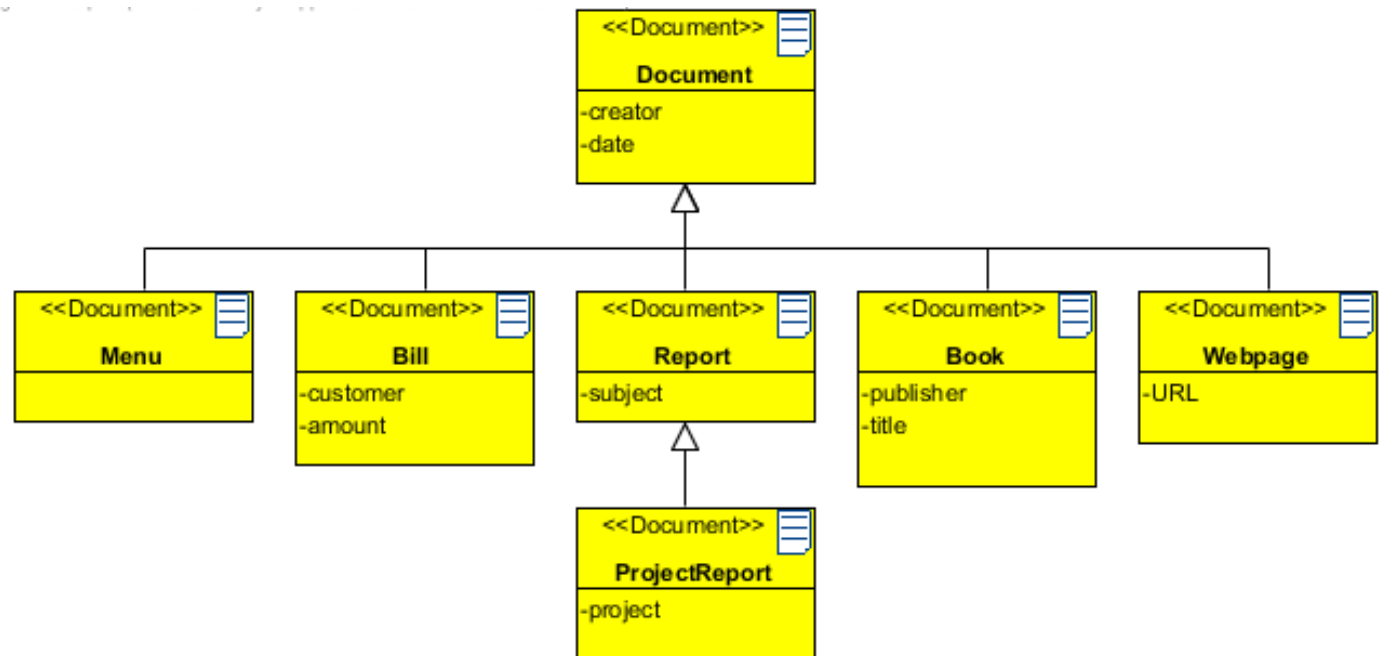 <<Document>>
Document
-creator
-date
<<Document>>
Menu
<<Document>>
Bill
-customer
-amount
<<Document>>
Report
-subject
<<Document>>
Book
-publisher
-title
<<Document>>
Webpage
-URL
<<Document>>
ProjectReport
-project